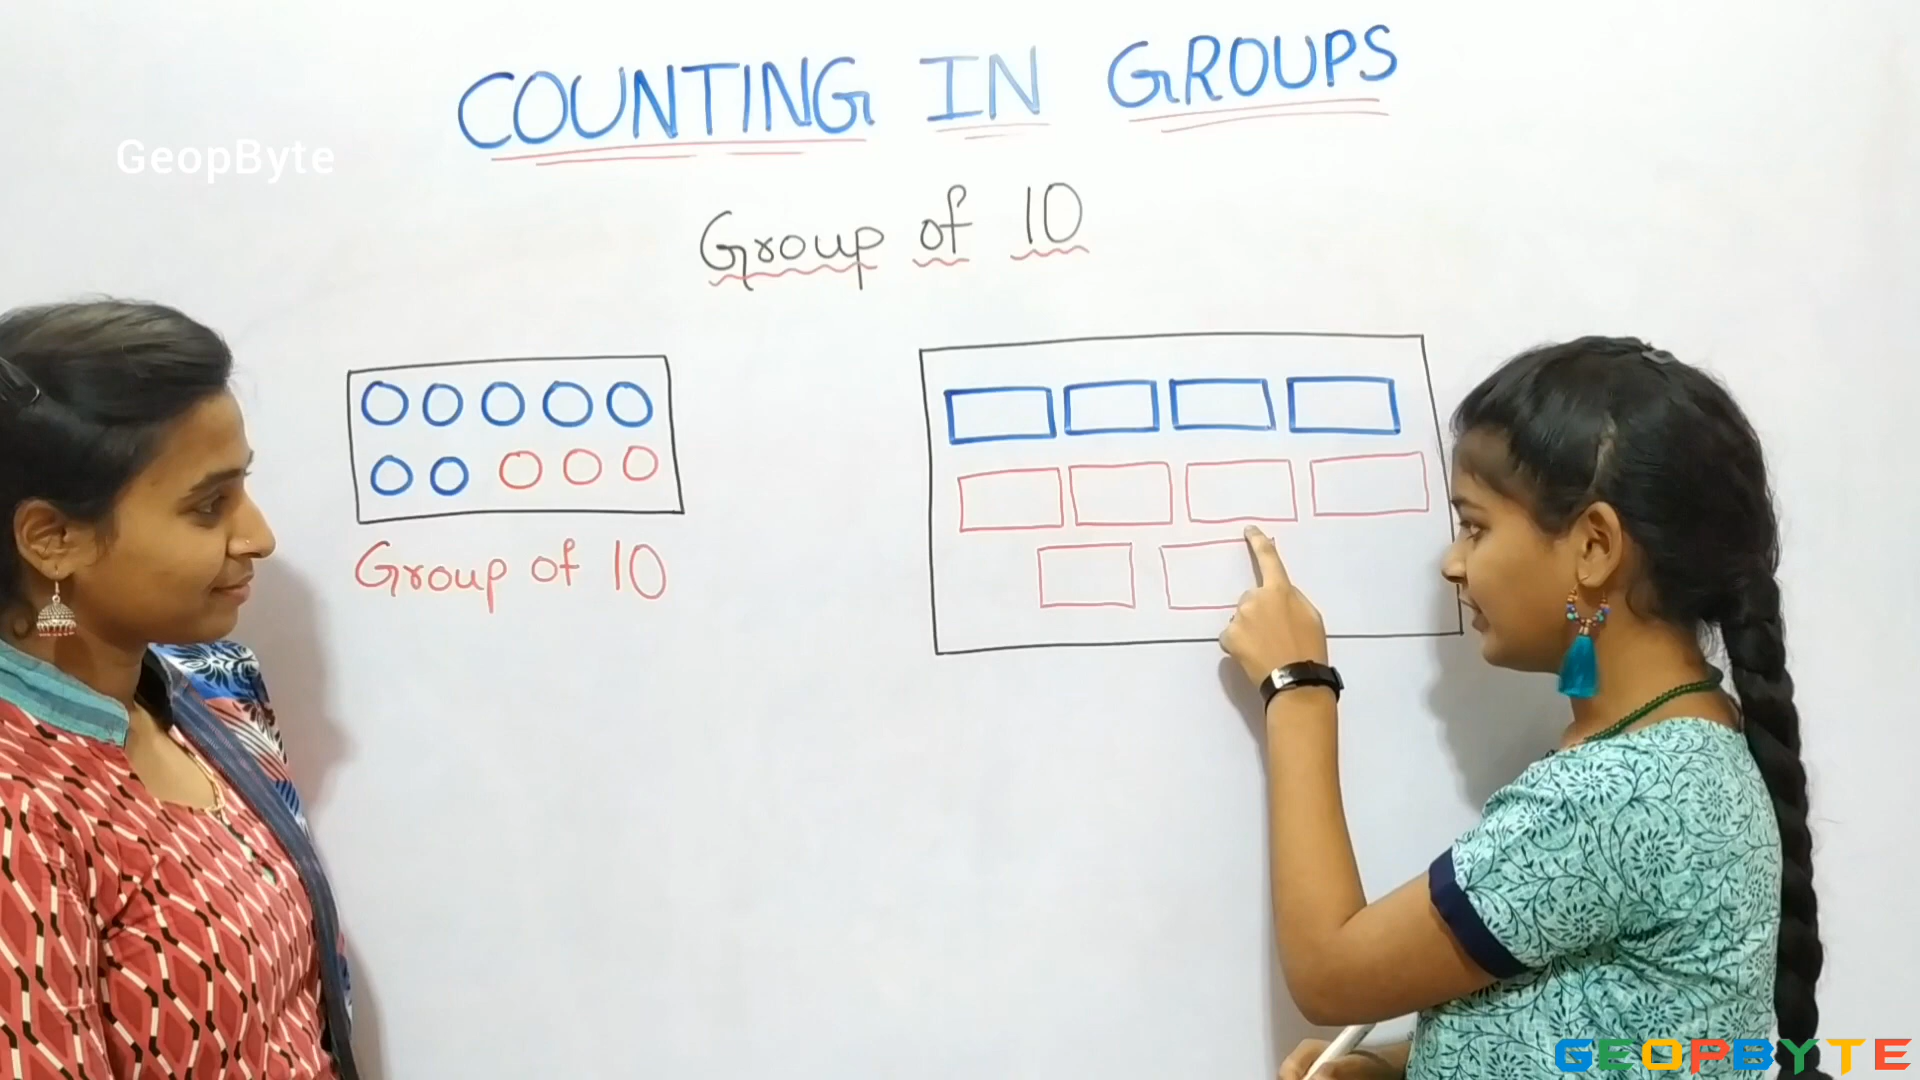 COUNTING IN GROUPS
GeopByte
Group of 10
Group of 10
GEOPBYTE